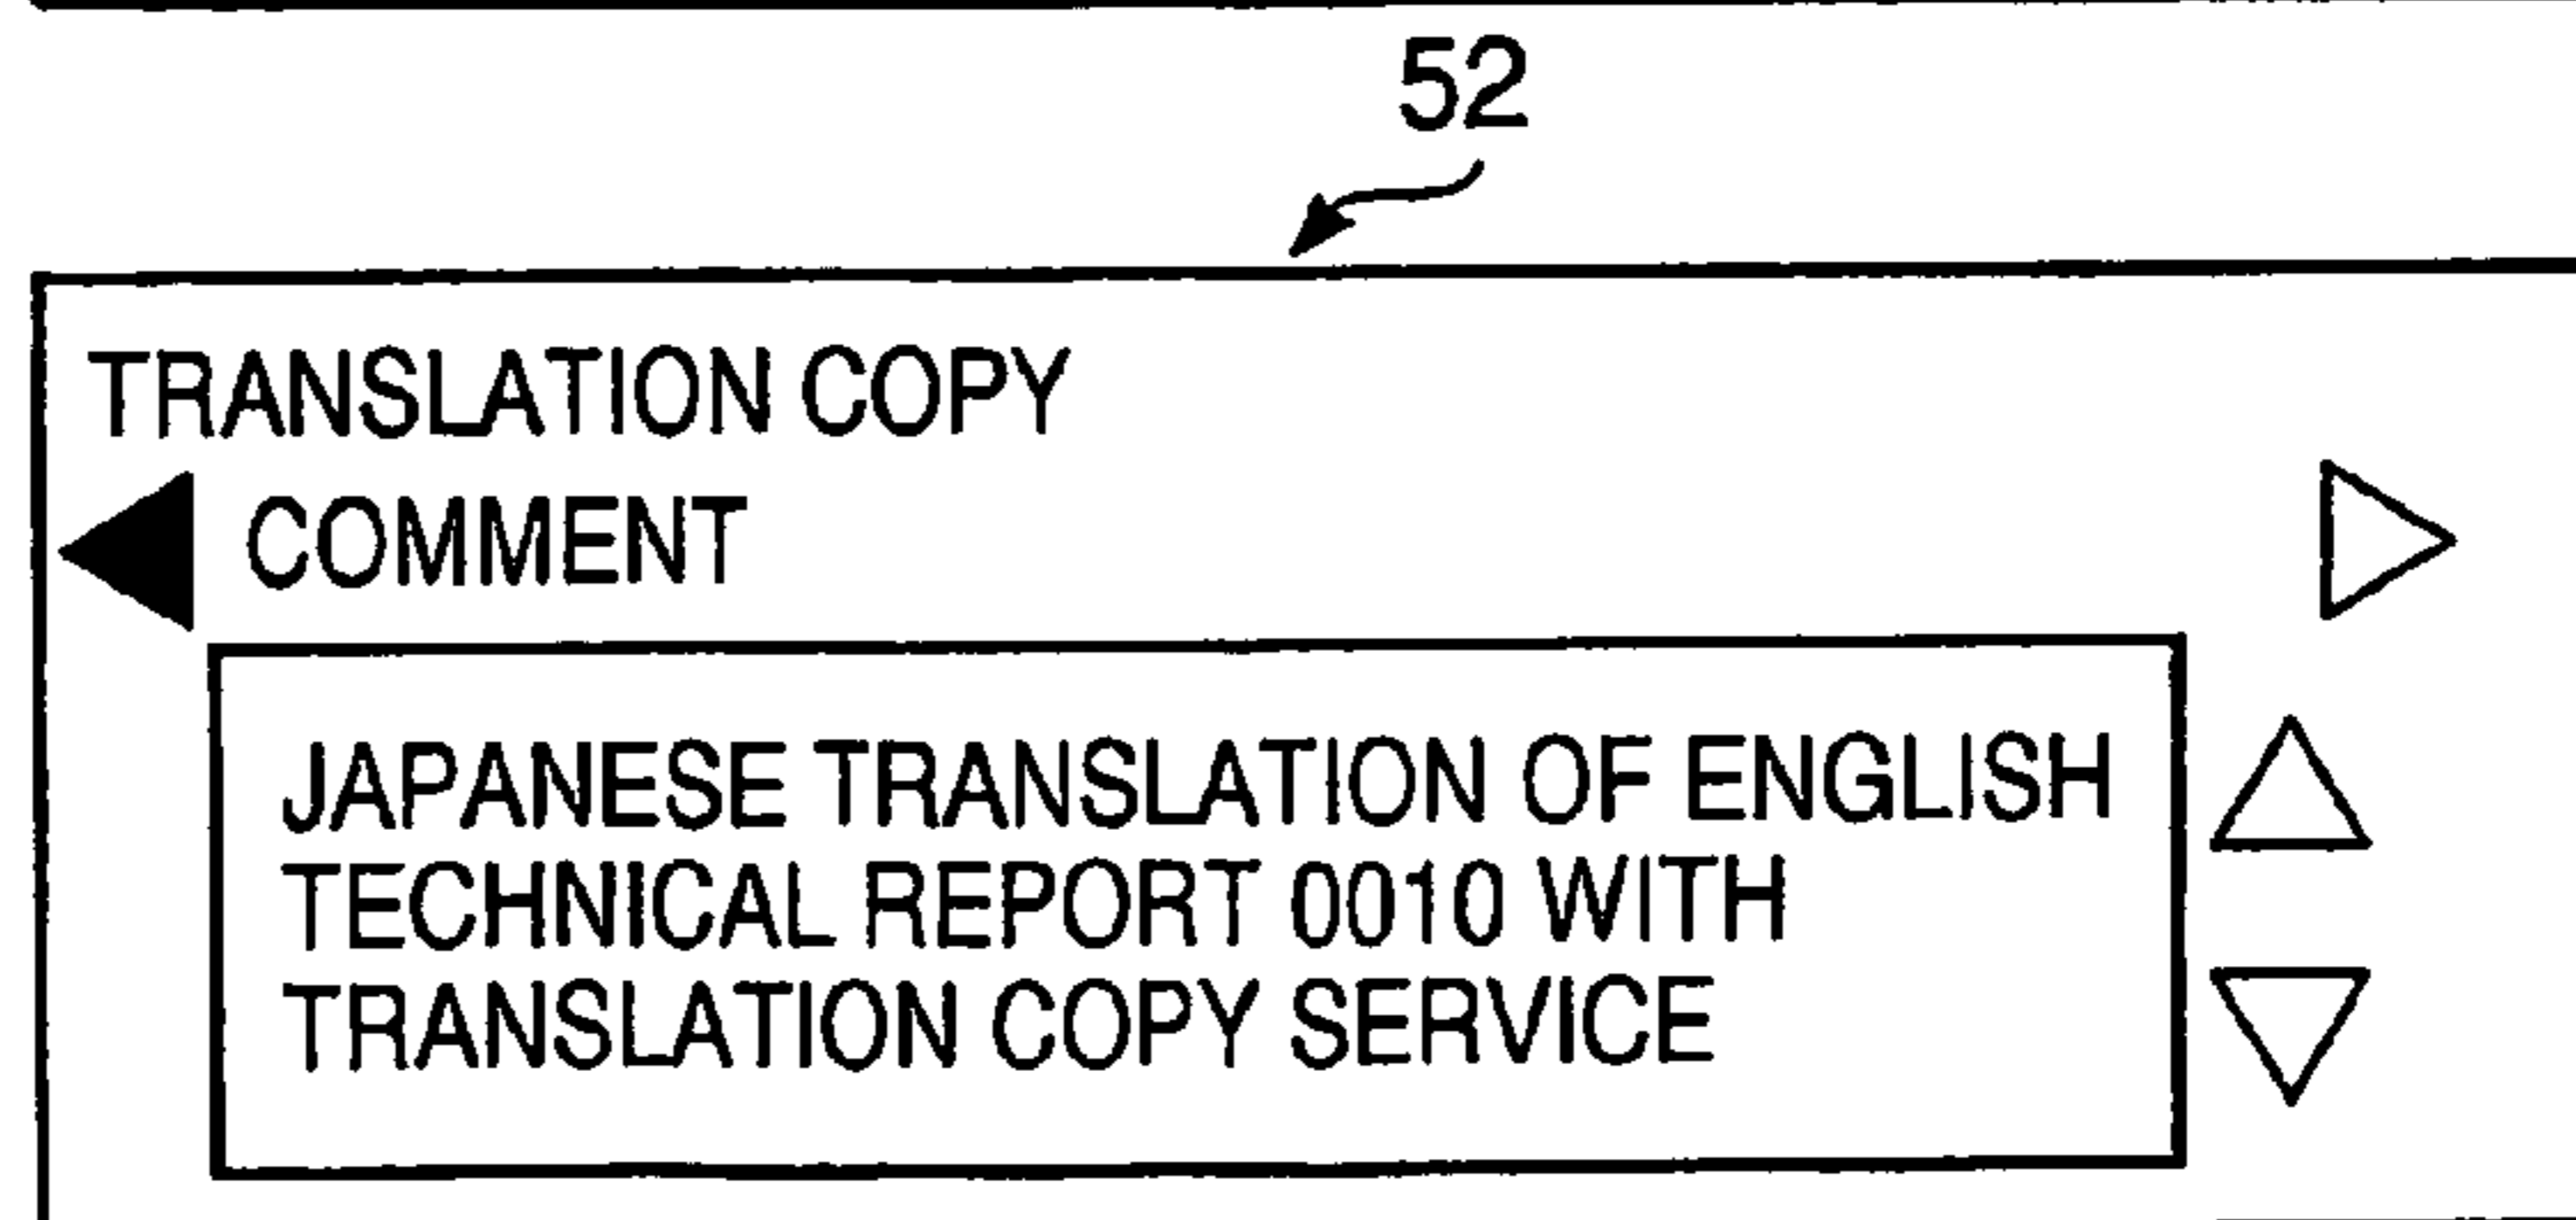 52
TRANSLATION COPY
COMMENT
JAPANESE TRANSLATION OF ENGLISH
TECHNICAL REPORT 0010 WITH
TRANSLATION COPY SERVICE